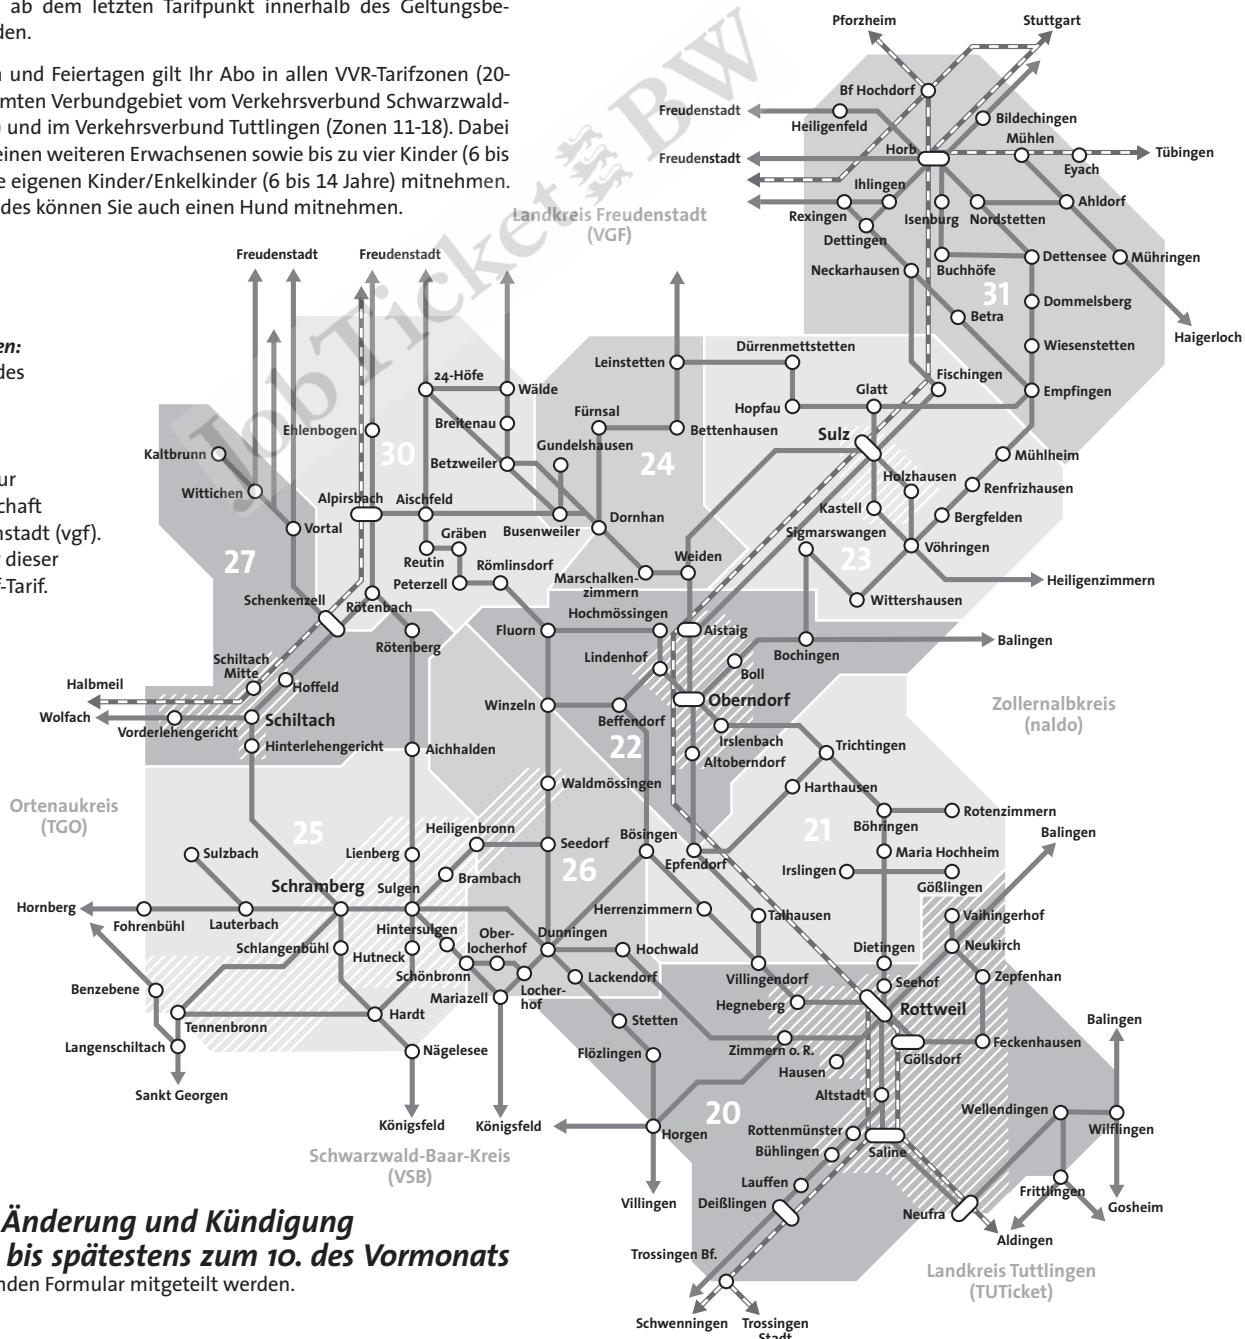 ab dem letzten Tarifpunkt innerhalb des Geltungsbe-
den.
und Feiertagen gilt Ihr Abo in allen VVR-Tarifzonen (20-
mten Verbundgebiet vom Verkehrsverbund Schwarzwald-
) und im Verkehrsverbund Tuttlingen (Zonen 11-18). Dabei
einen weiteren Erwachsenen sowie bis zu vier Kinder (6 bis
e eigenen Kinder/Enkelkinder (6 bis 14 Jahre) mitnehmen.
des können Sie auch einen Hund mitnehmen.
en:
des
ur
chaft
nstadt (vgf).
r dieser
f-Tarif.
JobTicket BW
Pforzheim
Stuttgart
Bf Hochdorf
Freudenstadt
Heiligenfeld
Bildechingen
Mühlen
Horb
Freudenstadt
Tübingen
Eyach
Ihlingen
Rexingen
Isenburg
Nordstetten
Ahldorf
Landkreis Freudenstadt
(VGF)
Dettingen
Freudenstadt
Freudenstadt
Neckarhausen
Buchhöfe
Dettensee
Mühringen
31
Dommelsberg
Betra
Haigerloch
Wiesenstetten
Dürrenmettstetten
Leinstetten
Fischingen
24-Höfe
Wälde
Glatt
Empfingen
Hopfau
Fürnsal
Breitenau
Ehlenbogen
Bettenhausen
Sulz
Gundelshausen
30
24
Kaltbrunn
Betzweiler
Mühlheim
Holzhausen
Wittichen
Renfrizhausen
Alpirsbach
Aischfeld
Kastell
Bergfelden
Vortal
Busenweiler
Dornhan
Gräben
Sigmarswangen
Reutin
Vöhringen
27
Weiden
23
Römlinsdorf
Peterzell
Marschalken-
zimmern
Heiligenzimmern
Schenkenzell
Rötenbach
Wittershausen
Hochmössingen
Fluorn
Aistaig
Rötenberg
Bochingen
Balingen
Schiltach
Mitte
Lindenhof
Boll
Hoffeld
Halbmeil
Oberndorf
Zollernalbkreis
(naldo)
Wolfach
Schiltach
Winzeln
Beffendorf
Vorderlehengericht
Irslenbach
Hinterlehengericht
Aichhalden
22
Altoberndorf
Trichtingen
Waldmössingen
Harthausen
Ortenaukreis
(TGO)
Rotenzimmern
25
Heiligenbronn
21
Böhringen
Balingen
Bösingen
Seedorf
Sulzbach
Lienberg
Maria Hochheim
Epfendorf
26
Irslingen
Brambach
Gößlingen
Schramberg
Sulgen
Hornberg
Herrenzimmern
Talhausen
Vaihingerhof
Fohrenbühl
Lauterbach
Hintersulgen
Ober-
locherhof
Dunningen
Schlangenbühl
Hutneck
Hochwald
Dietingen
Neukirch
Schönbronn
Lackendorf
Villingendorf
Zepfenhan
Seehof
Benzebene
Mariazell
Locher-
hof
Hegneberg
Rottweil
Tennenbronn
Hardt
Stetten
Balingen
Langenschiltach
Nägelesee
Flözlingen
Zimmern o. R.
Göllsdorf
Feckenhausen
Hausen
Sankt Georgen
Altstadt
20
Wellendingen
Königsfeld
Königsfeld
Horgen
Rottenmünster
Wilflingen
Bühlingen
Saline
Schwarzwald-Baar-Kreis
(VSB)
Lauffen
Frittlingen
Villingen
Deißlingen
Neufra
Gosheim
Aldingen
Trossingen Bf.
Landkreis Tuttlingen
(TUTicket)
Schwenningen
Trossingen
Stadt
Änderung und Kündigung
bis spätestens zum 10. des Vormonats
nden Formular mitgeteilt werden.